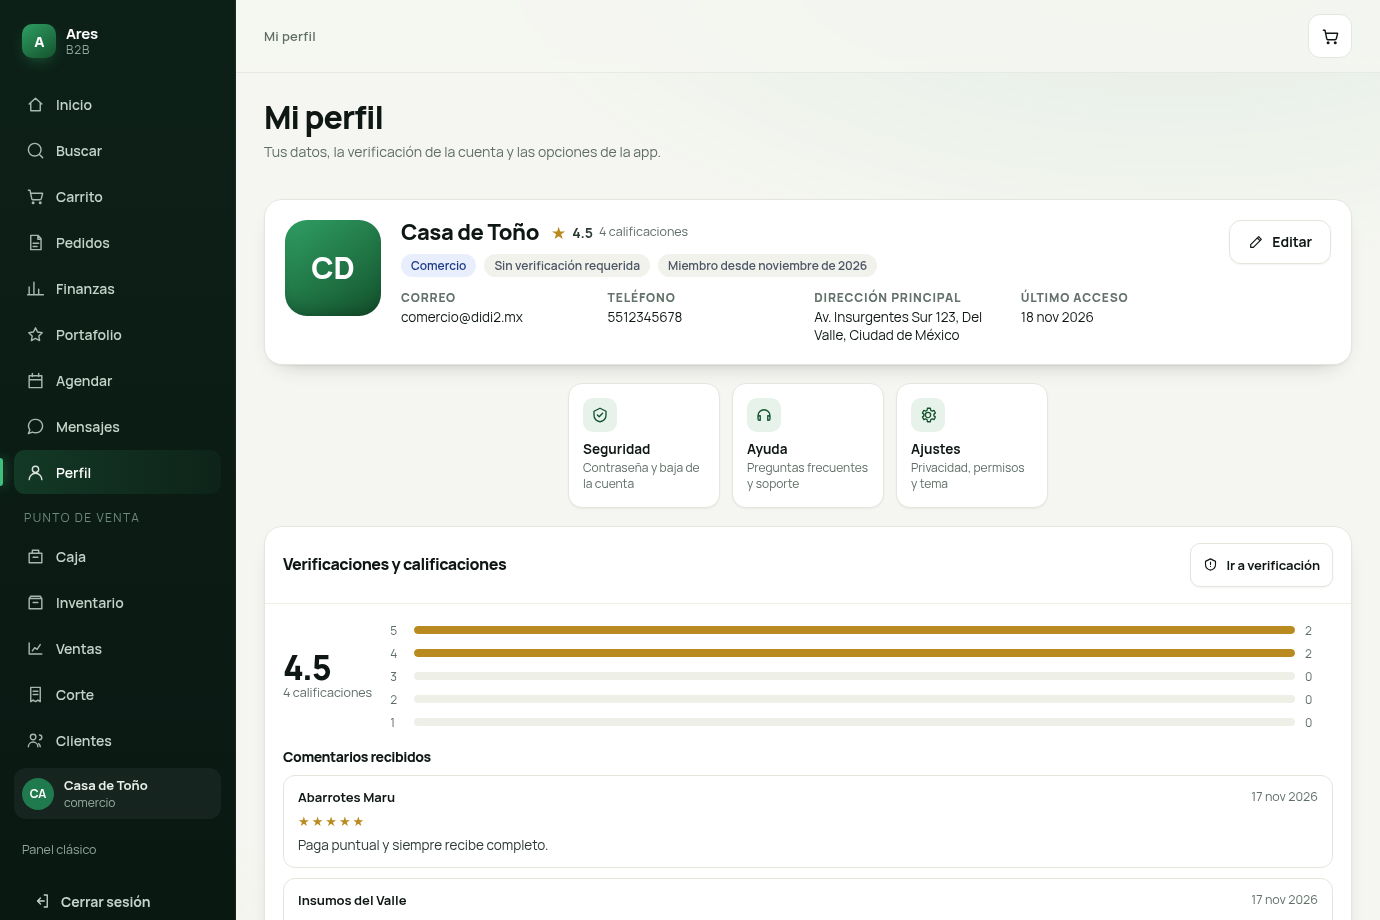 A
Ares
B2B
Inicio
Buscar
Carrito
Pedidos
Finanzas
Portafolio
Agendar
Mensajes
Perfil
PUNTO DE VENTA
Caja
Inventario
Ventas
Corte
Clientes
CA
Casa de Toño
comercio
Panel clásico
Cerrar sesión
Mi perfil
Mi perfil
Tus datos, la verificación de la cuenta y las opciones de la app.
CD
Casa de Toño ★ 4.5 4 calificaciones
Editar
Comercio Sin verificación requerida Miembro desde noviembre de 2026
CORREO
comercio@didi2.mx
TELÉFONO
5512345678
DIRECCIÓN PRINCIPAL
Av. Insurgentes Sur 123, Del
Valle, Ciudad de México
ÚLTIMO ACCESO
18 nov 2026
Seguridad
Contraseña y baja de
la cuenta
Ayuda
Preguntas frecuentes
y soporte
Ajustes
Privacidad, permisos
y tema
Verificaciones y calificaciones
Ir a verificación
4.5
4 calificaciones
5 2
4 2
3 0
2 0
1 0
Comentarios recibidos
Abarrotes Maru 17 nov 2026
★★★★★
Paga puntual y siempre recibe completo.
Insumos del Valle 17 nov 2026